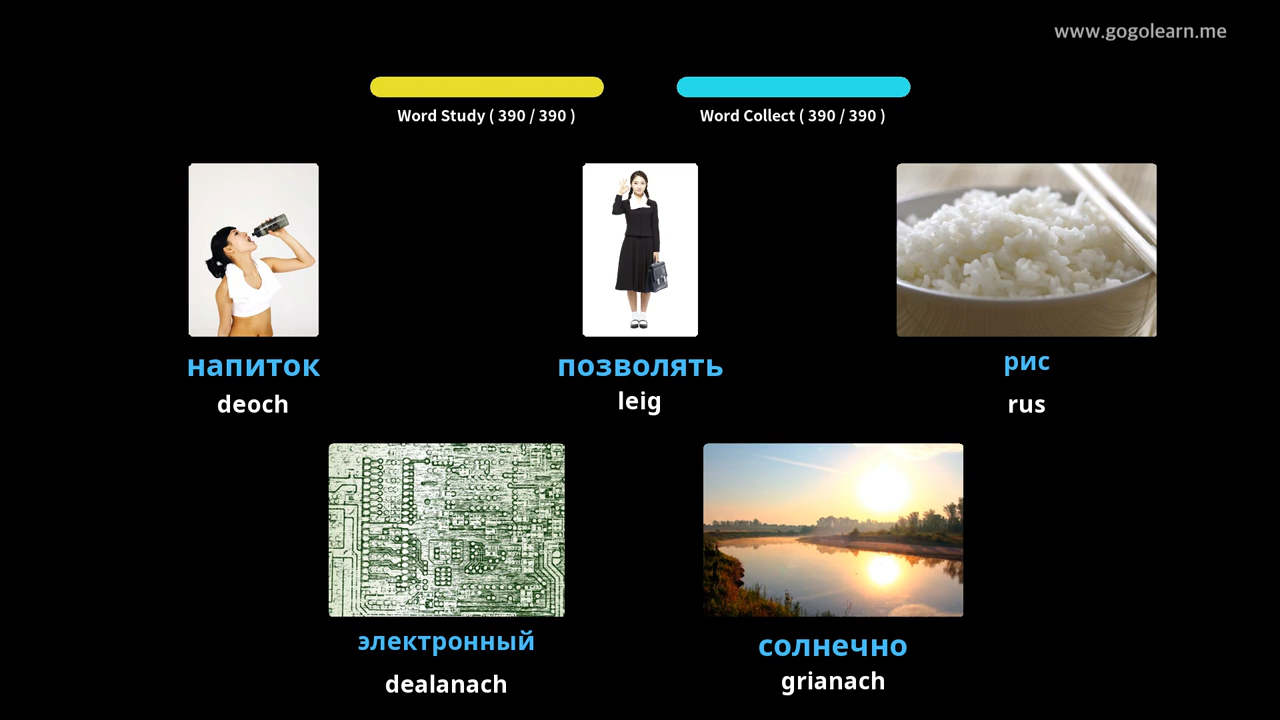 www.gogolearn.me
Word Study ( 390 / 390 )
Word Collect ( 390 / 390 )
напиток
deoch
позволять
leig
рис
rus
электронный
dealanach
солнечно
grianach